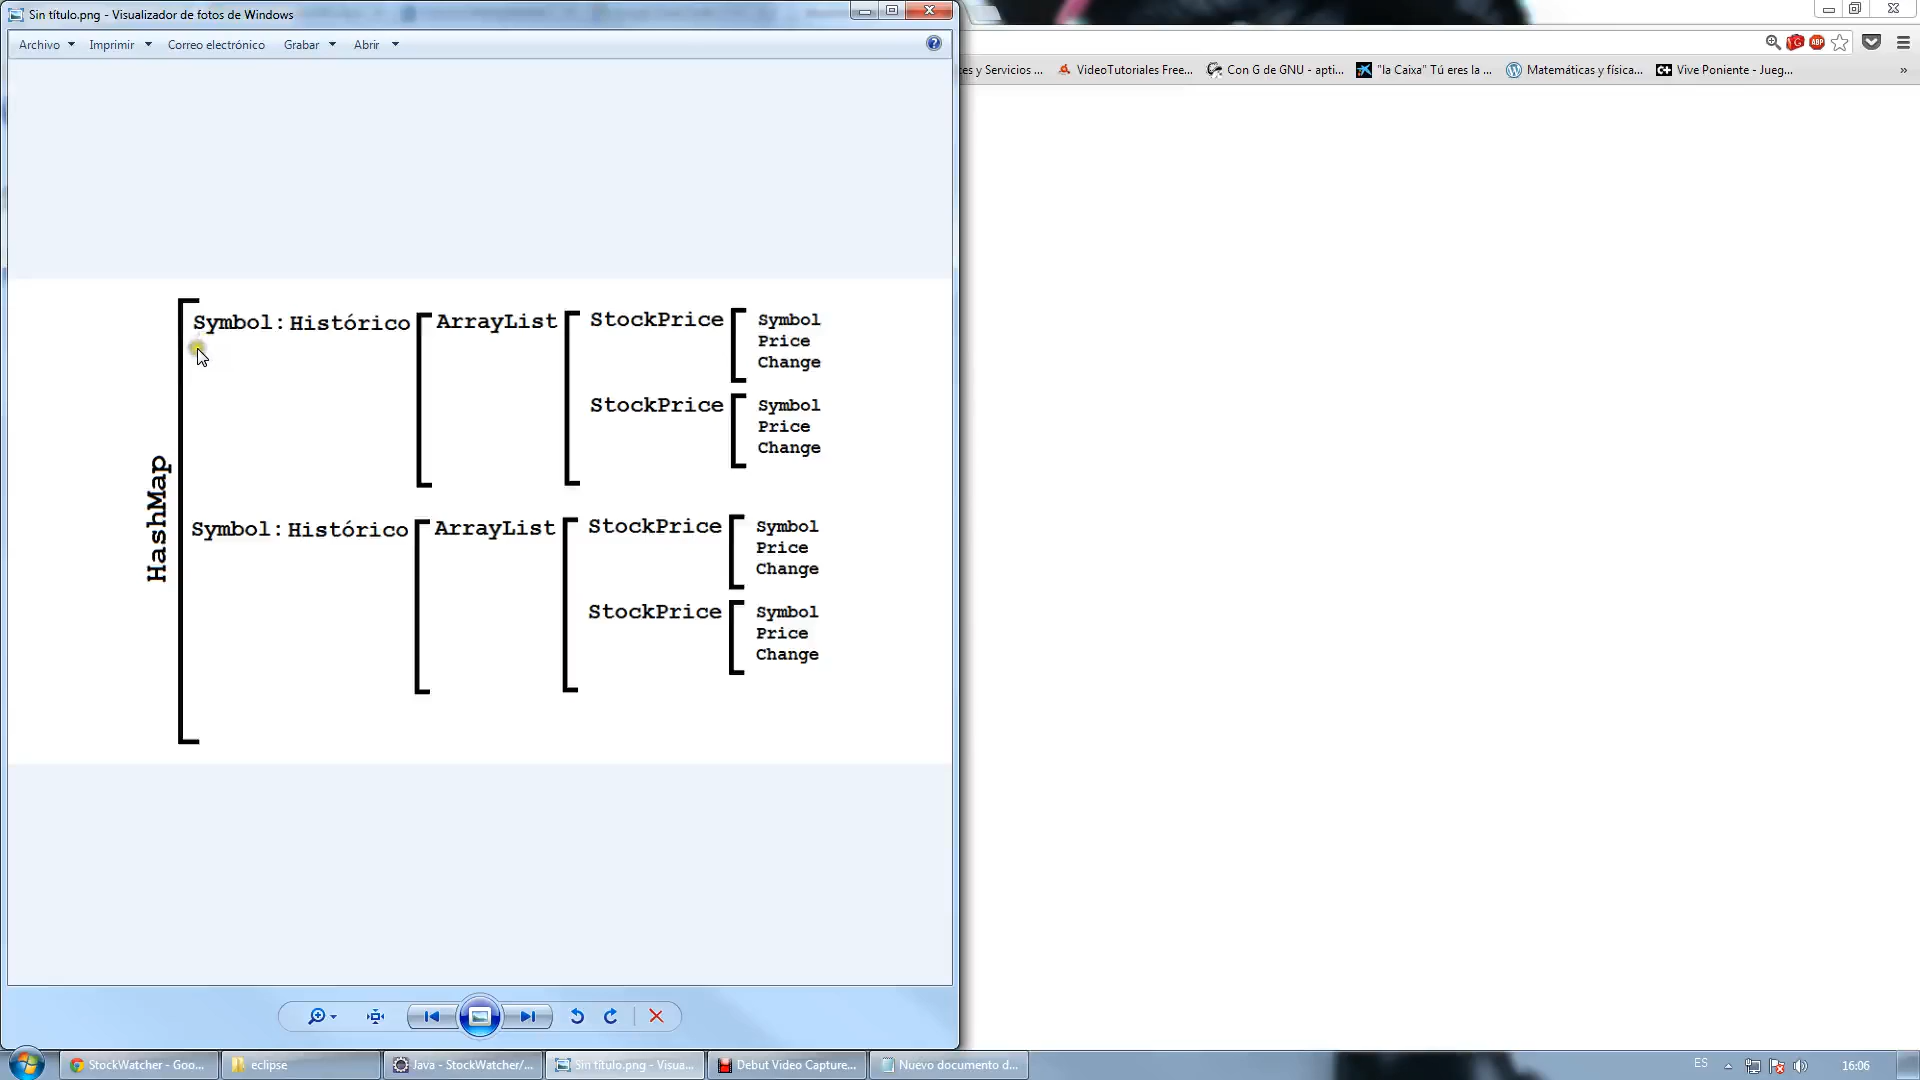 Sin título.png - Visualizador de fotos de Windows
Archivo Imprimir Correo electrónico Grabar Abrir
es y Servicios ... VideoTutoriales Free... Con G de GNU - apti... "la Caixa" Tú eres la ... Matemáticas y física... Vive Poniente - Jueg... »
ABP
HashMap
Symbol: Histórico ArrayList StockPrice Symbol
Price
Change
StockPrice Symbol
Price
Change
Symbol: Histórico ArrayList StockPrice Symbol
Price
Change
StockPrice Symbol
Price
Change
StockWatcher - Goo... eclipse Java - StockWatcher/... Sin título.png - Visua... Debut Video Capture... Nuevo documento d... ES 16:06